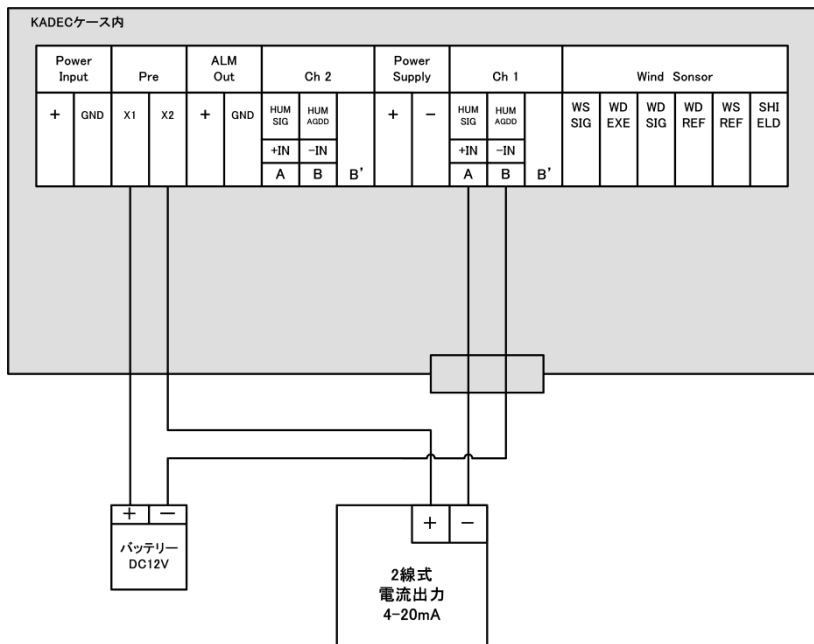 KADECケース内
Power Input
Pre
ALM Out
Ch 2
Power Supply
Ch 1
Wind Sonsor
+
GND
X1
X2
+
GND
HUM SIG
HUM AGDD
+
−
HUM SIG
HUM AGDD
WS SIG
WD EXE
WD SIG
WD REF
WS REF
SHI ELD
+IN
−IN
+IN
−IN
A
B
B'
A
B
B'
+
−
バッテリー
DC12V
+
−
2線式
電流出力
4-20mA